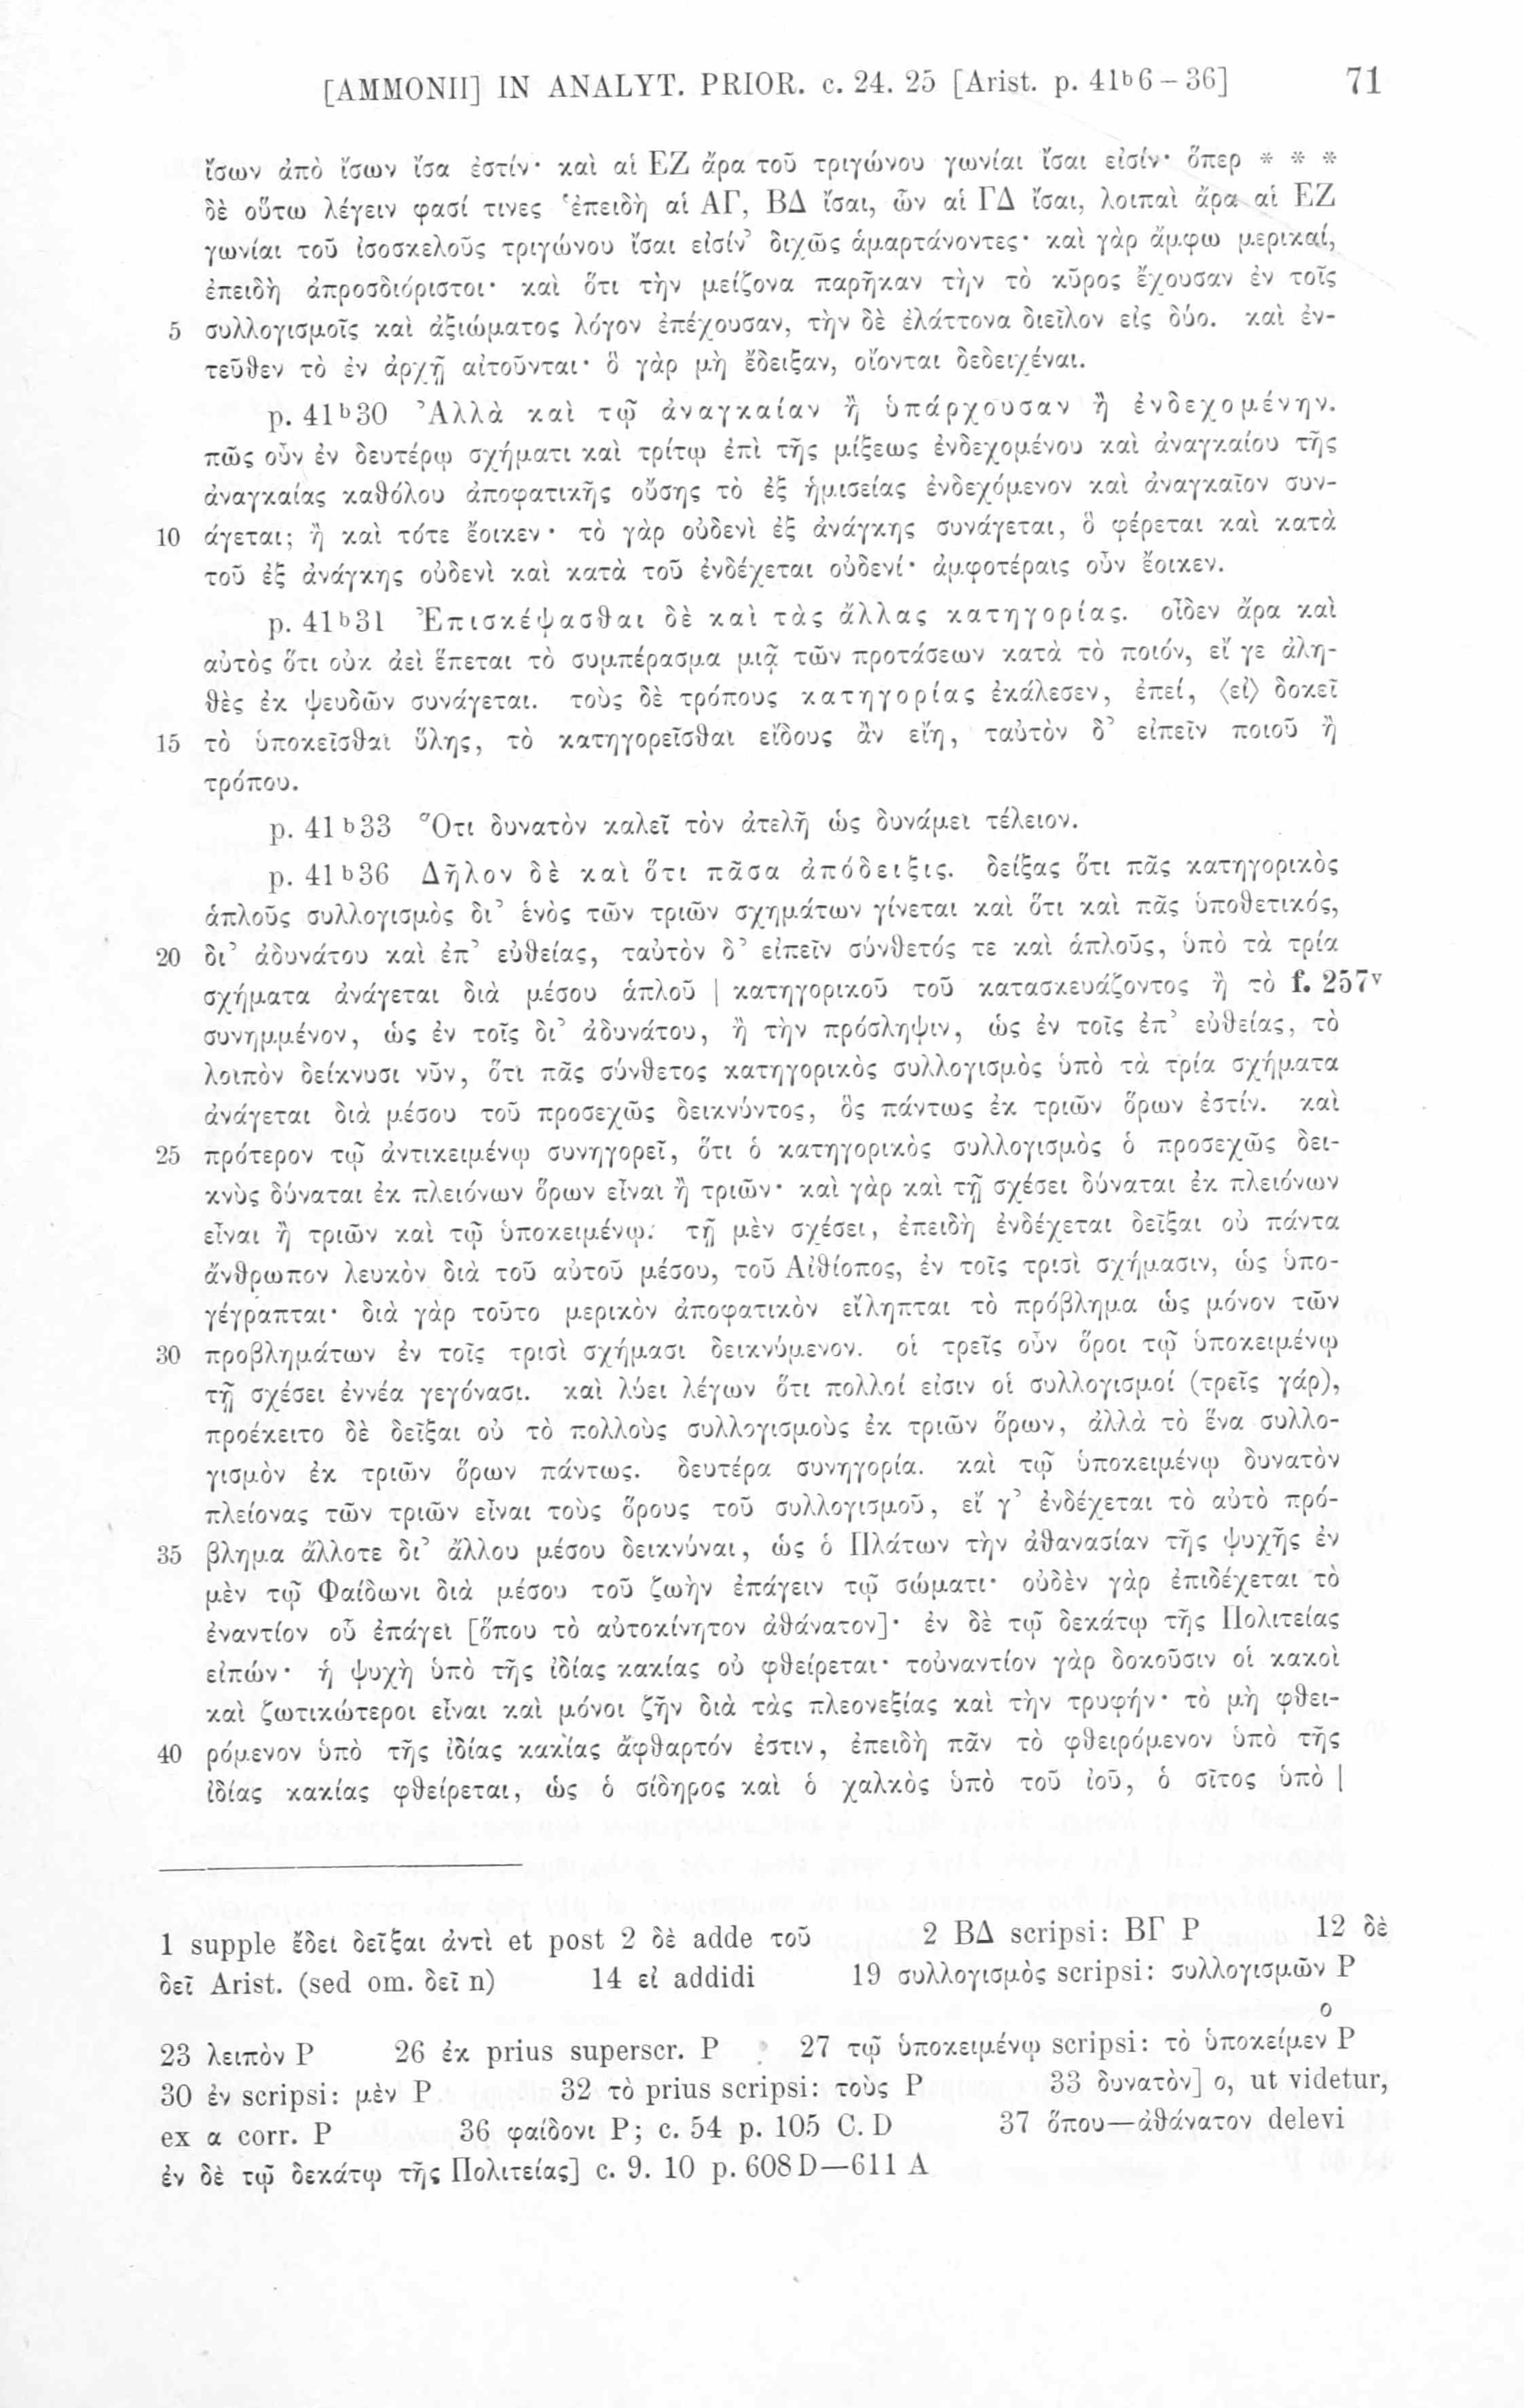 [AMMONII] IN ANALYT. PRIOR. c. 24. 25 [Arist. p. 41b6–36] 71
ἴσων ἀπὸ ἴσων ἴσα ἐστίν· καὶ αἱ ΕΖ ἄρα τοῦ τριγώνου γωνίαι ἴσαι εἰσίν· ὅπερ * * *
δὲ οὕτω λέγειν φασί τινες ‘ἐπειδὴ αἱ ΑΓ, ΒΔ ἴσαι, ὧν αἱ ΓΔ ἴσαι, λοιπαὶ ἄρα αἱ ΕΖ
γωνίαι τοῦ ἰσοσκελοῦς τριγώνου ἴσαι εἰσίν’ διχῶς ἁμαρτάνοντες· καὶ γὰρ ἄμφω μερικαί,
ἐπειδὴ ἀπροσδιόριστοι· καὶ ὅτι τὴν μείζονα παρῆκαν τὴν τὸ κῦρος ἔχουσαν ἐν τοῖς
5 συλλογισμοῖς καὶ ἀξιώματος λόγον ἐπέχουσαν, τὴν δὲ ἐλάττονα διεῖλον εἰς δύο. καὶ ἐν-
τεῦθεν τὸ ἐν ἀρχῇ αἰτοῦνται· ὃ γὰρ μὴ ἔδειξαν, οἴονται δεδειχέναι.
p. 41b30 Ἀλλὰ καὶ τῷ ἀναγκαίαν ἢ ὑπάρχουσαν ἢ ἐνδεχομένην.
πῶς οὖν ἐν δευτέρῳ σχήματι καὶ τρίτῳ ἐπὶ τῆς μίξεως ἐνδεχομένου καὶ ἀναγκαίου τῆς
ἀναγκαίας καθόλου ἀποφατικῆς οὔσης τὸ ἐξ ἡμισείας ἐνδεχόμενον καὶ ἀναγκαῖον συν-
10 άγεται; ἢ καὶ τότε ἔοικεν· τὸ γὰρ οὐδενὶ ἐξ ἀνάγκης συνάγεται, ὃ φέρεται καὶ κατὰ
τοῦ ἐξ ἀνάγκης οὐδενὶ καὶ κατὰ τοῦ ἐνδέχεται οὐδενί· ἀμφοτέραις οὖν ἔοικεν.
p. 41b31 Ἐπισκέψασθαι δὲ καὶ τὰς ἄλλας κατηγορίας. οἶδεν ἄρα καὶ
αὐτὸς ὅτι οὐκ ἀεὶ ἕπεται τὸ συμπέρασμα μιᾷ τῶν προτάσεων κατὰ τὸ ποιόν, εἴ γε ἀλη-
θὲς ἐκ ψευδῶν συνάγεται. τοὺς δὲ τρόπους κατηγορίας ἐκάλεσεν, ἐπεί, ⟨εἰ⟩ δοκεῖ
15 τὸ ὑποκεῖσθαι ὕλης, τὸ κατηγορεῖσθαι εἴδους ἂν εἴη, ταὐτὸν δ’ εἰπεῖν ποιοῦ ἢ
τρόπου.
p. 41b33 Ὅτι δυνατὸν καλεῖ τὸν ἀτελῆ ὡς δυνάμει τέλειον.
p. 41b36 Δῆλον δὲ καὶ ὅτι πᾶσα ἀπόδειξις. δείξας ὅτι πᾶς κατηγορικὸς
ἁπλοῦς συλλογισμὸς δι’ ἑνὸς τῶν τριῶν σχημάτων γίνεται καὶ ὅτι καὶ πᾶς ὑποθετικός,
20 δι’ ἀδυνάτου καὶ ἐπ’ εὐθείας, ταὐτὸν δ’ εἰπεῖν σύνθετός τε καὶ ἁπλοῦς, ὑπὸ τὰ τρία
σχήματα ἀνάγεται διὰ μέσου ἁπλοῦ | κατηγορικοῦ τοῦ κατασκευάζοντος ἢ τὸ f. 257v
συνημμένον, ὡς ἐν τοῖς δι’ ἀδυνάτου, ἢ τὴν πρόσληψιν, ὡς ἐν τοῖς ἐπ’ εὐθείας, τὸ
λοιπὸν δείκνυσι νῦν, ὅτι πᾶς σύνθετος κατηγορικὸς συλλογισμὸς ὑπὸ τὰ τρία σχήματα
ἀνάγεται διὰ μέσου τοῦ προσεχῶς δεικνύντος, ὃς πάντως ἐκ τριῶν ὅρων ἐστίν. καὶ
25 πρότερον τῷ ἀντικειμένῳ συνηγορεῖ, ὅτι ὁ κατηγορικὸς συλλογισμὸς ὁ προσεχῶς δει-
κνὺς δύναται ἐκ πλειόνων ὅρων εἶναι ἢ τριῶν· καὶ γὰρ καὶ τῇ σχέσει δύναται ἐκ πλειόνων
εἶναι ἢ τριῶν καὶ τῷ ὑποκειμένῳ· τῇ μὲν σχέσει, ἐπειδὴ ἐνδέχεται δεῖξαι οὐ πάντα
ἄνθρωπον λευκὸν διὰ τοῦ αὐτοῦ μέσου, τοῦ Αἰθίοπος, ἐν τοῖς τρισὶ σχήμασιν, ὡς ὑπο-
γέγραπται· διὰ γὰρ τοῦτο μερικὸν ἀποφατικὸν εἴληπται τὸ πρόβλημα ὡς μόνον τῶν
30 προβλημάτων ἐν τοῖς τρισὶ σχήμασι δεικνύμενον. οἱ τρεῖς οὖν ὅροι τῷ ὑποκειμένῳ
τῇ σχέσει ἐννέα γεγόνασι. καὶ λύει λέγων ὅτι πολλοί εἰσιν οἱ συλλογισμοί (τρεῖς γάρ),
προέκειτο δὲ δεῖξαι οὐ τὸ πολλοὺς συλλογισμοὺς ἐκ τριῶν ὅρων, ἀλλὰ τὸ ἕνα συλλο-
γισμὸν ἐκ τριῶν ὅρων πάντως. δευτέρα συνηγορία. καὶ τῷ ὑποκειμένῳ δυνατὸν
πλείονας τῶν τριῶν εἶναι τοὺς ὅρους τοῦ συλλογισμοῦ, εἴ γ’ ἐνδέχεται τὸ αὐτὸ πρό-
35 βλημα ἄλλοτε δι’ ἄλλου μέσου δεικνύναι, ὡς ὁ Πλάτων τὴν ἀθανασίαν τῆς ψυχῆς ἐν
μὲν τῷ Φαίδωνι διὰ μέσου τοῦ ζωὴν ἐπάγειν τῷ σώματι· οὐδὲν γὰρ ἐπιδέχεται τὸ
ἐναντίον οὗ ἐπάγει [ὅπου τὸ αὐτοκίνητον ἀθάνατον]· ἐν δὲ τῷ δεκάτῳ τῆς Πολιτείας
εἰπών· ἡ ψυχὴ ὑπὸ τῆς ἰδίας κακίας οὐ φθείρεται· τοὐναντίον γὰρ δοκοῦσιν οἱ κακοὶ
καὶ ζωτικώτεροι εἶναι καὶ μόνοι ζῆν διὰ τὰς πλεονεξίας καὶ τὴν τρυφήν· τὸ μὴ φθει-
40 ρόμενον ὑπὸ τῆς ἰδίας κακίας ἄφθαρτόν ἐστιν, ἐπειδὴ πᾶν τὸ φθειρόμενον ὑπὸ τῆς
ἰδίας κακίας φθείρεται, ὡς ὁ σίδηρος καὶ ὁ χαλκὸς ὑπὸ τοῦ ἰοῦ, ὁ σῖτος ὑπὸ |
1 supple ἔδει δεῖξαι ἀντὶ et post 2 δὲ adde τοῦ 2 ΒΔ scripsi: ΒΓ P 12 δὲ
δεῖ Arist. (sed om. δεῖ n) 14 εἰ addidi 19 συλλογισμὸς scripsi: συλλογισμῶν P
23 λειπὸν P 26 ἐκ prius superscr. P 27 τῷ ὑποκειμένῳ scripsi: τὸ ὑποκείμεν ο P
30 ἐν scripsi: μὲν P 32 τὸ prius scripsi: τοὺς P 33 δυνατὸν] ο, ut videtur,
ex α corr. P 36 φαίδονι P; c. 54 p. 105 C. D 37 ὅπου—ἀθάνατον delevi
ἐν δὲ τῷ δεκάτῳ τῆς Πολιτείας] c. 9. 10 p. 608D—611 A